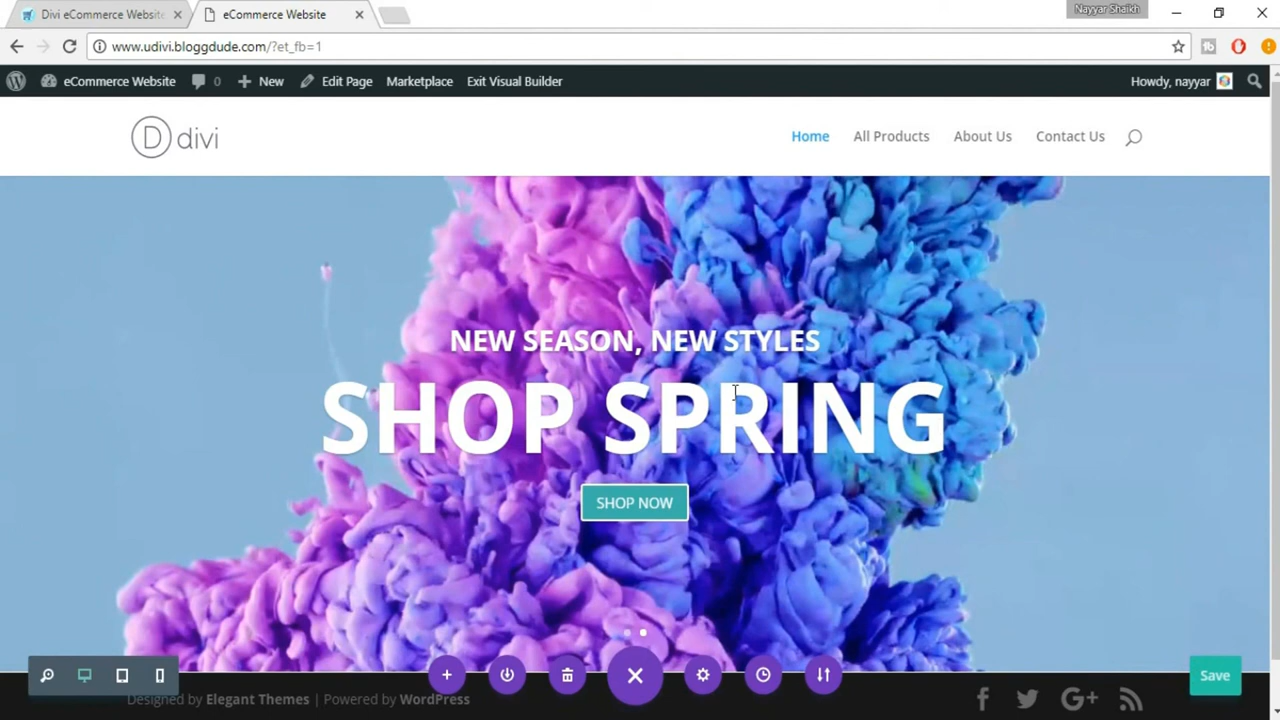 Divi eCommerce Website
eCommerce Website
Nayyar Shaikh
www.udivi.bloggdude.com/?et_fb=1
eCommerce Website 0 New Edit Page Marketplace Exit Visual Builder Howdy, nayyar
D divi
Home All Products About Us Contact Us
NEW SEASON, NEW STYLES
SHOP SPRING
SHOP NOW
Save
Designed by Elegant Themes | Powered by WordPress